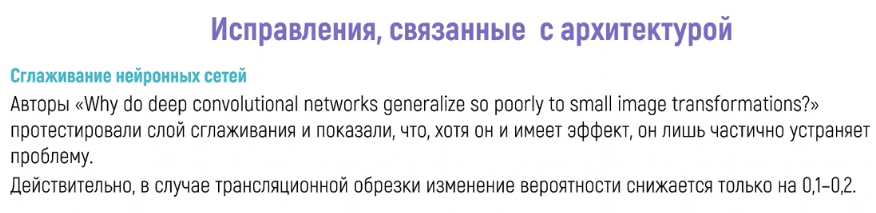 Исправления, связанные с архитектурой
Сглаживание нейронных сетей
Авторы «Why do deep convolutional networks generalize so poorly to small image transformations?»
протестировали слой сглаживания и показали, что, хотя он и имеет эффект, он лишь частично устраняет
проблему.
Действительно, в случае трансляционной обрезки изменение вероятности снижается только на 0,1–0,2.